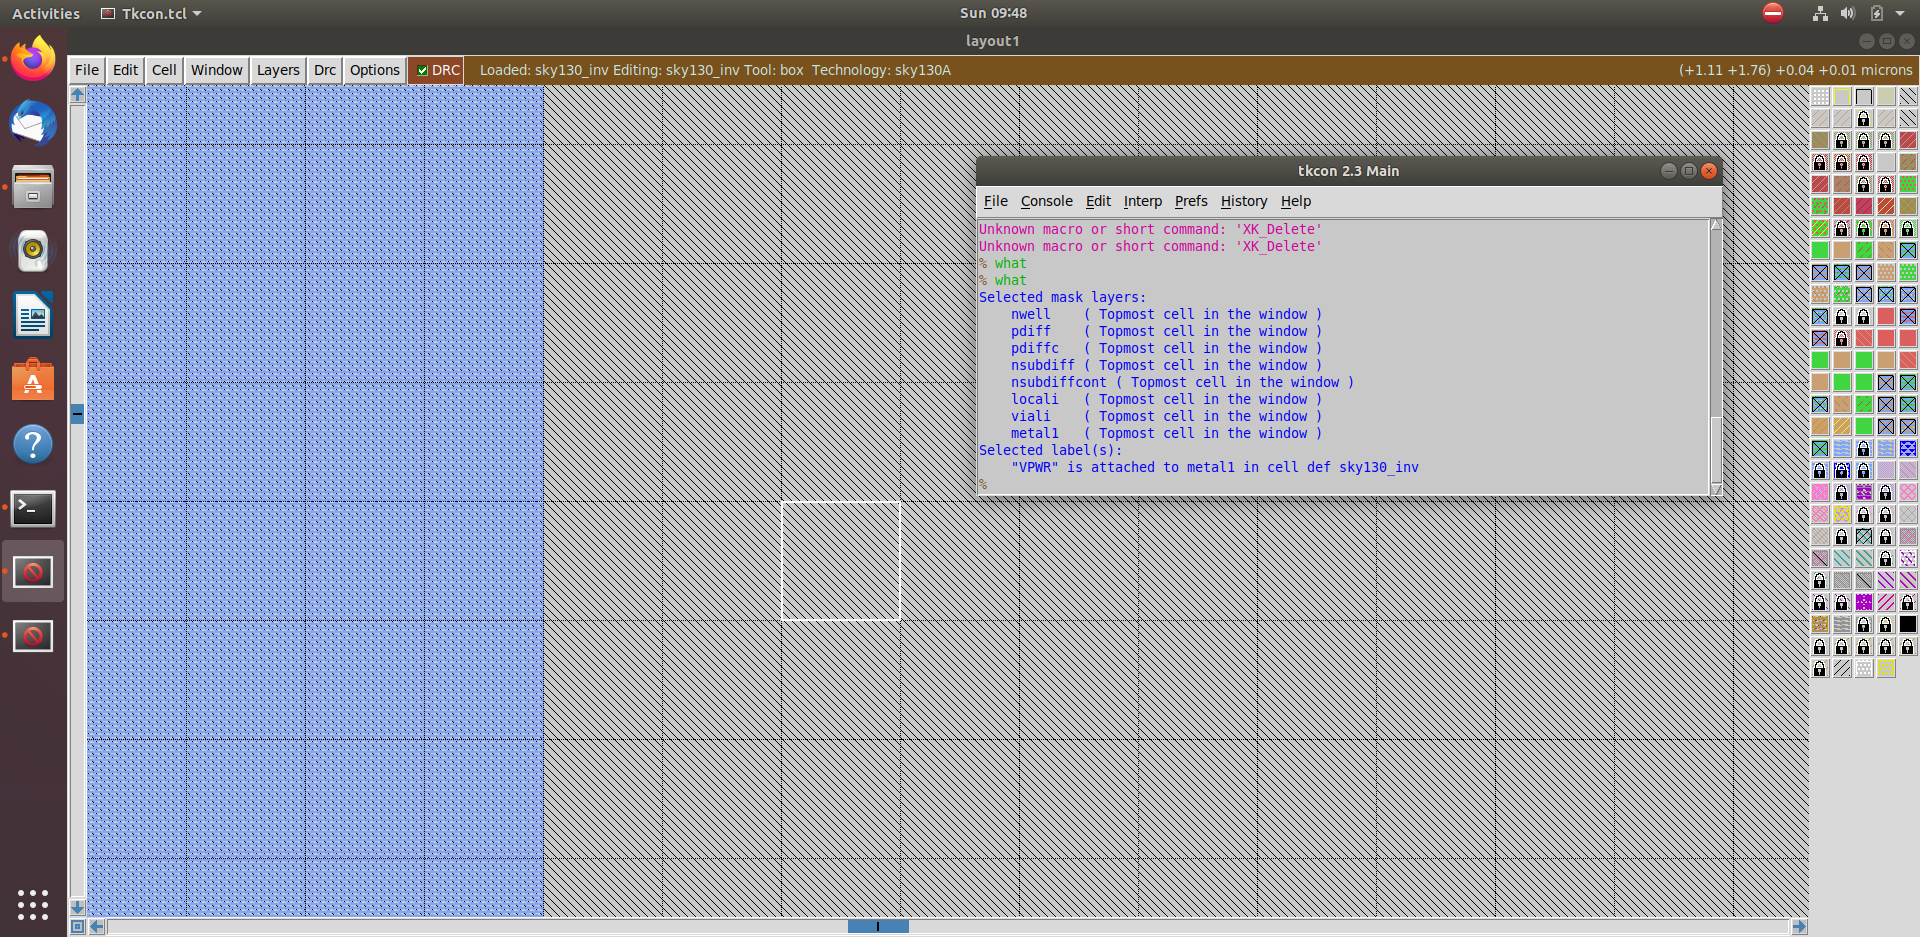 Activities Tkcon.tcl Sun 09:48
layout1
File Edit Cell Window Layers Drc Options DRC Loaded: sky130_inv Editing: sky130_inv Tool: box Technology: sky130A (+1.11 +1.76) +0.04 +0.01 microns
tkcon 2.3 Main
File Console Edit Interp Prefs History Help
Unknown macro or short command: 'XK_Delete'
Unknown macro or short command: 'XK_Delete'
% what
% what
Selected mask layers:
nwell ( Topmost cell in the window )
pdiff ( Topmost cell in the window )
pdiffc ( Topmost cell in the window )
nsubdiff ( Topmost cell in the window )
nsubdiffcont ( Topmost cell in the window )
locali ( Topmost cell in the window )
viali ( Topmost cell in the window )
metal1 ( Topmost cell in the window )
Selected label(s):
"VPWR" is attached to metal1 in cell def sky130_inv
%